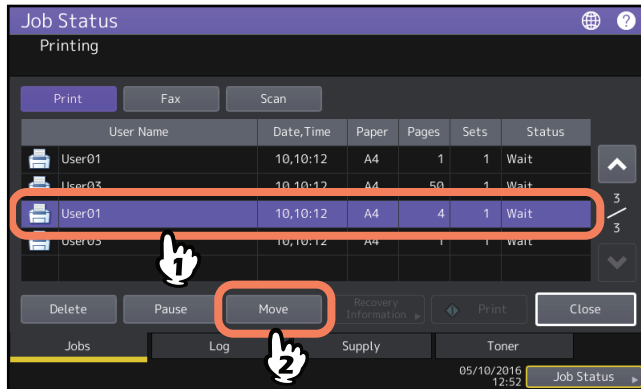 Job Status
Printing
Print Fax Scan
User Name Date,Time Paper Pages Sets Status
User01 10,10:12 A4 1 1 Wait
User03 10,10:12 A4 50 1 Wait
User01 10,10:12 A4 4 1 Wait
User03 10,10:12 A4 1 1 Wait
3
3
1
Delete Pause Move Recovery Information Print Close
2
Jobs Log Supply Toner
05/10/2016
12:52
Job Status